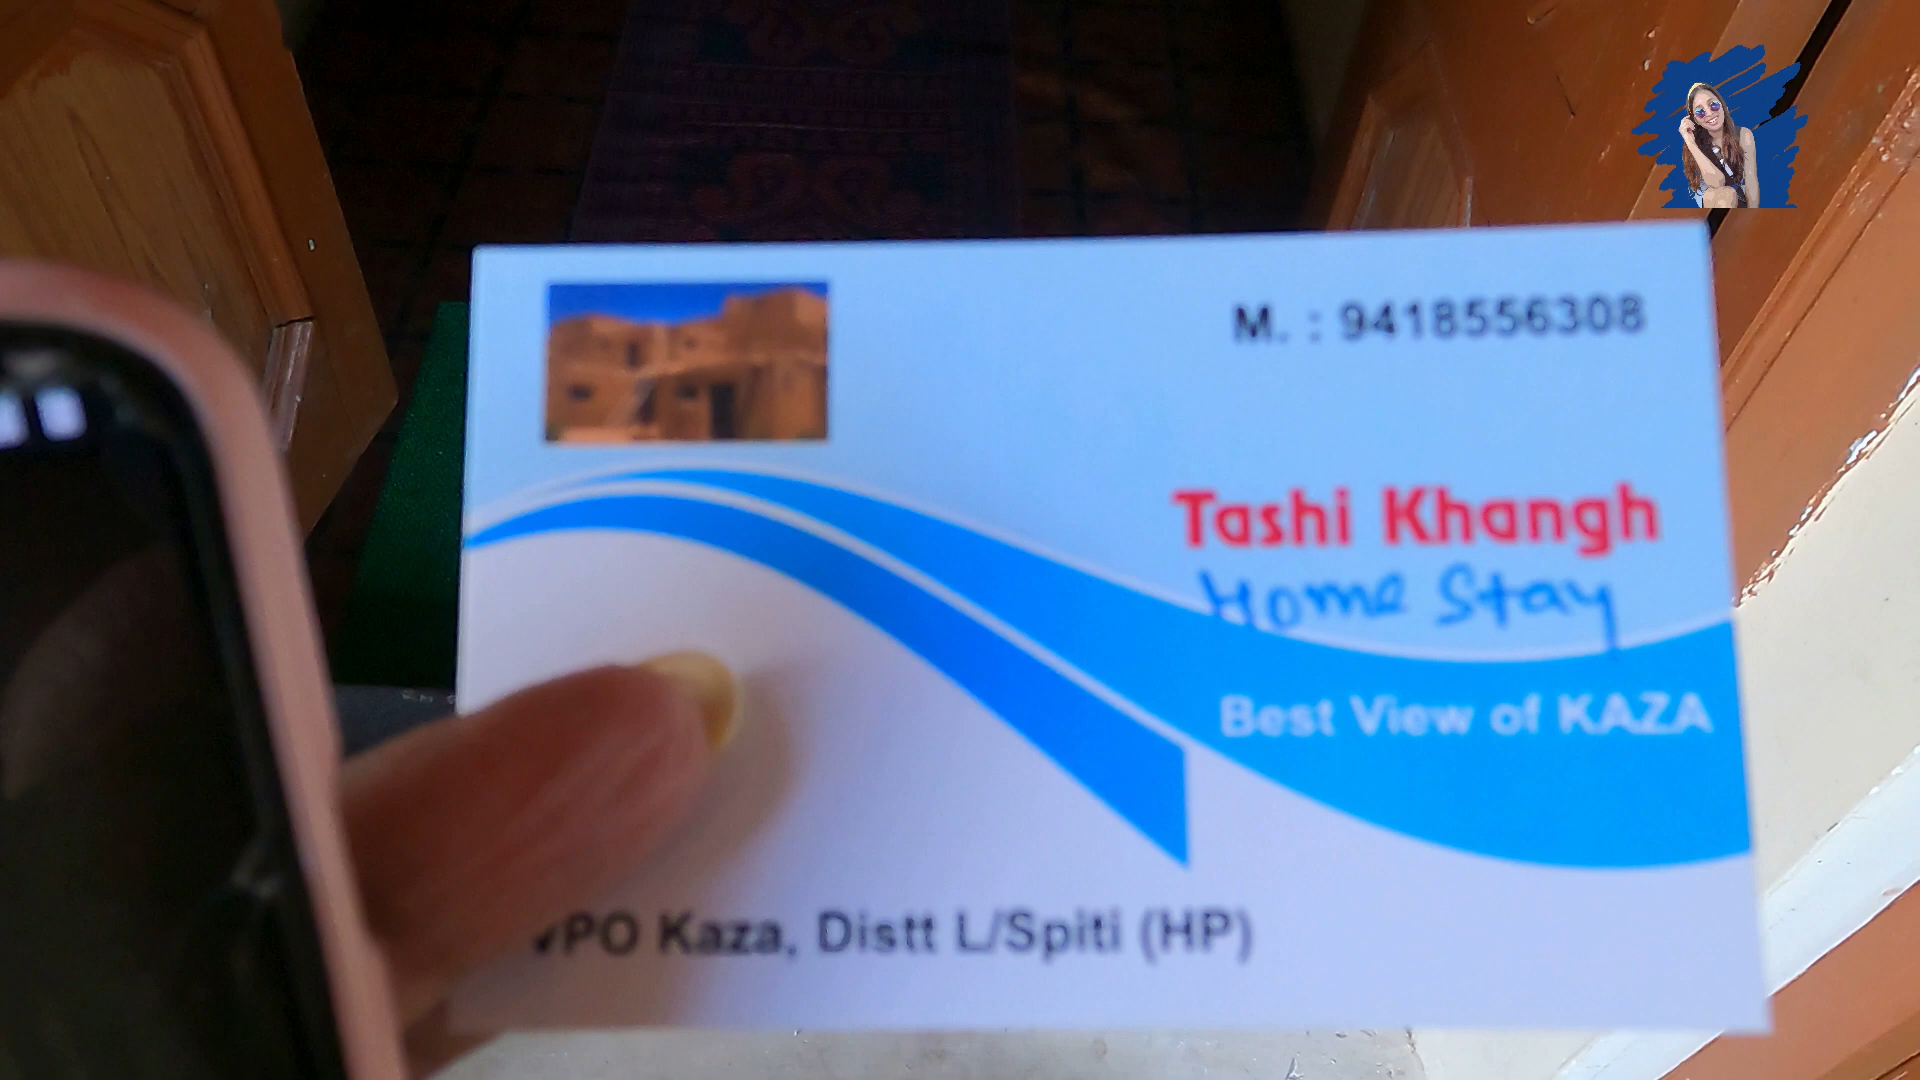 M. : 9418556308
Tashi Khangh
Home Stay
Best View of KAZA
VPO Kaza, Distt L/Spiti (HP)